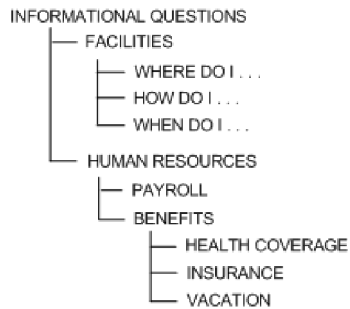 INFORMATIONAL QUESTIONS
FACILITIES
WHERE DO I . . .
HOW DO I . . .
WHEN DO I . . .
HUMAN RESOURCES
PAYROLL
BENEFITS
HEALTH COVERAGE
INSURANCE
VACATION